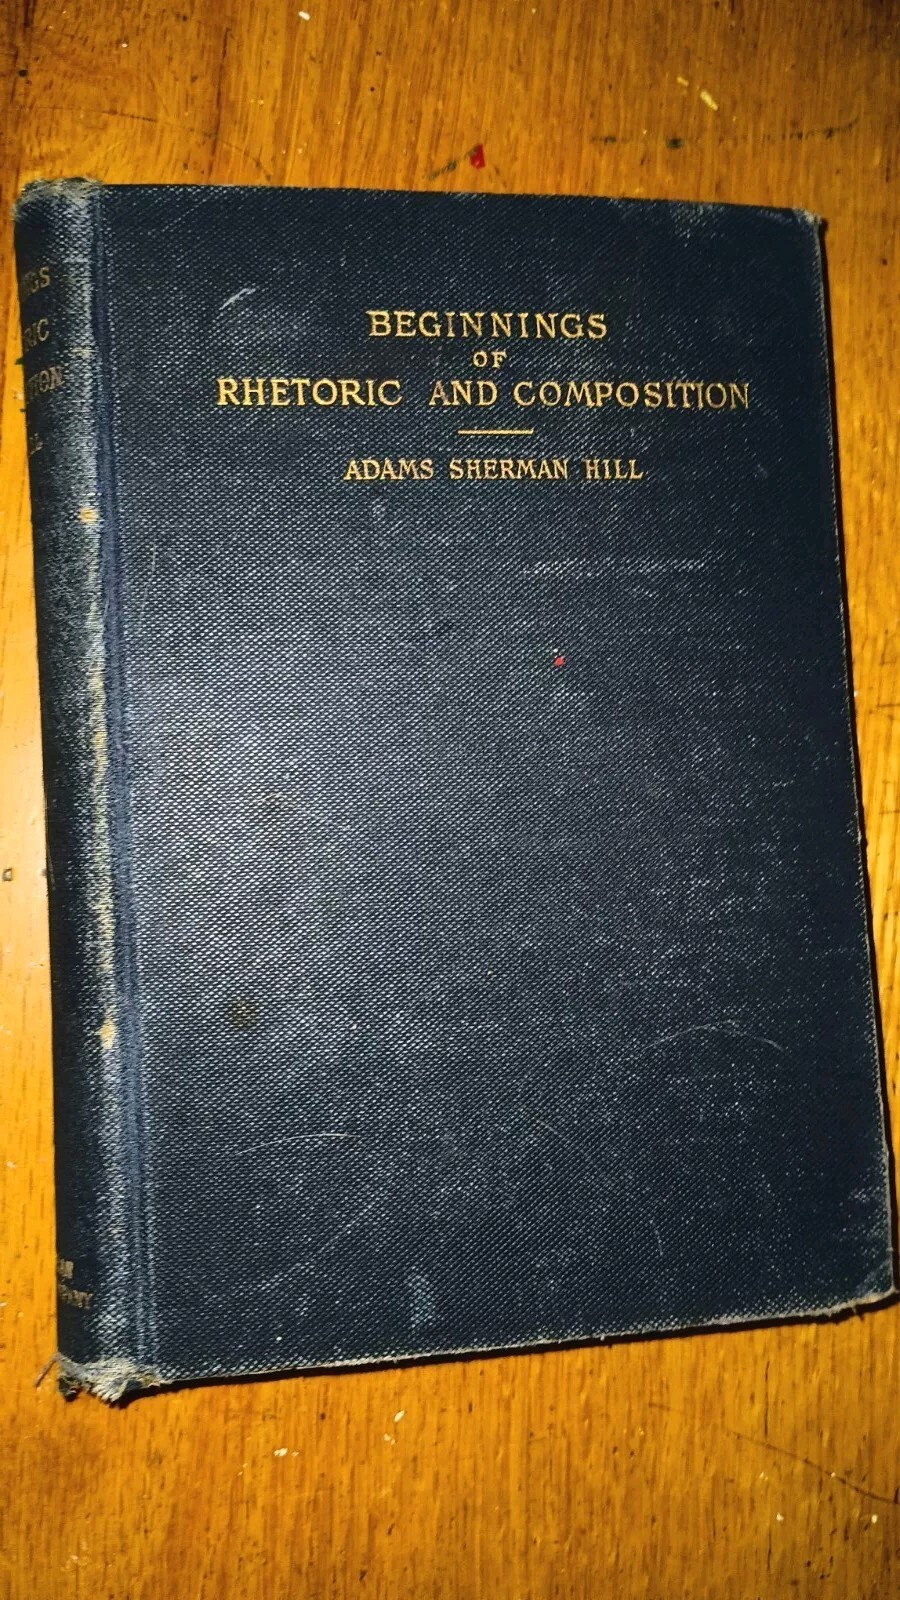 BEGINNINGS
OF
RHETORIC AND COMPOSITION
ADAMS SHERMAN HILL